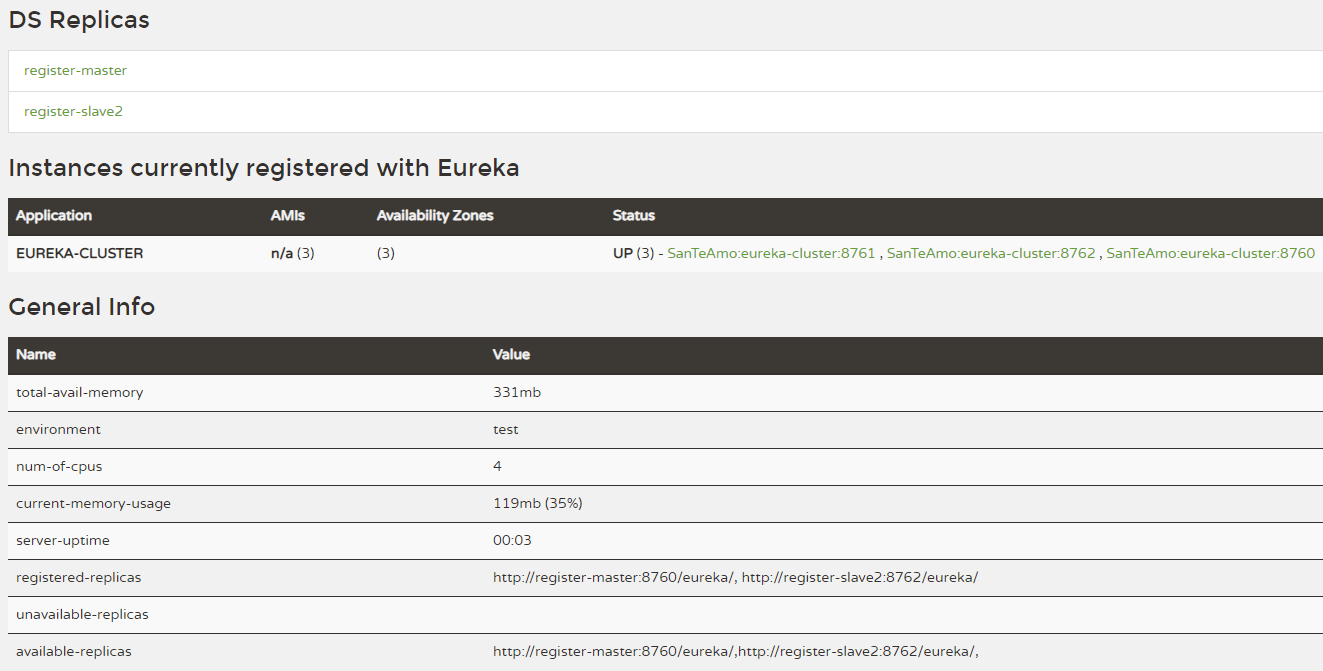 DS Replicas
register-master
register-slave2
Instances currently registered with Eureka
Application AMIs Availability Zones Status
EUREKA-CLUSTER n/a (3) (3) UP (3) - SanTeAmo:eureka-cluster:8761 , SanTeAmo:eureka-cluster:8762 , SanTeAmo:eureka-cluster:8760
General Info
Name Value
total-avail-memory 331mb
environment test
num-of-cpus 4
current-memory-usage 119mb (35%)
server-uptime 00:03
registered-replicas http://register-master:8760/eureka/, http://register-slave2:8762/eureka/
unavailable-replicas
available-replicas http://register-master:8760/eureka/,http://register-slave2:8762/eureka/,